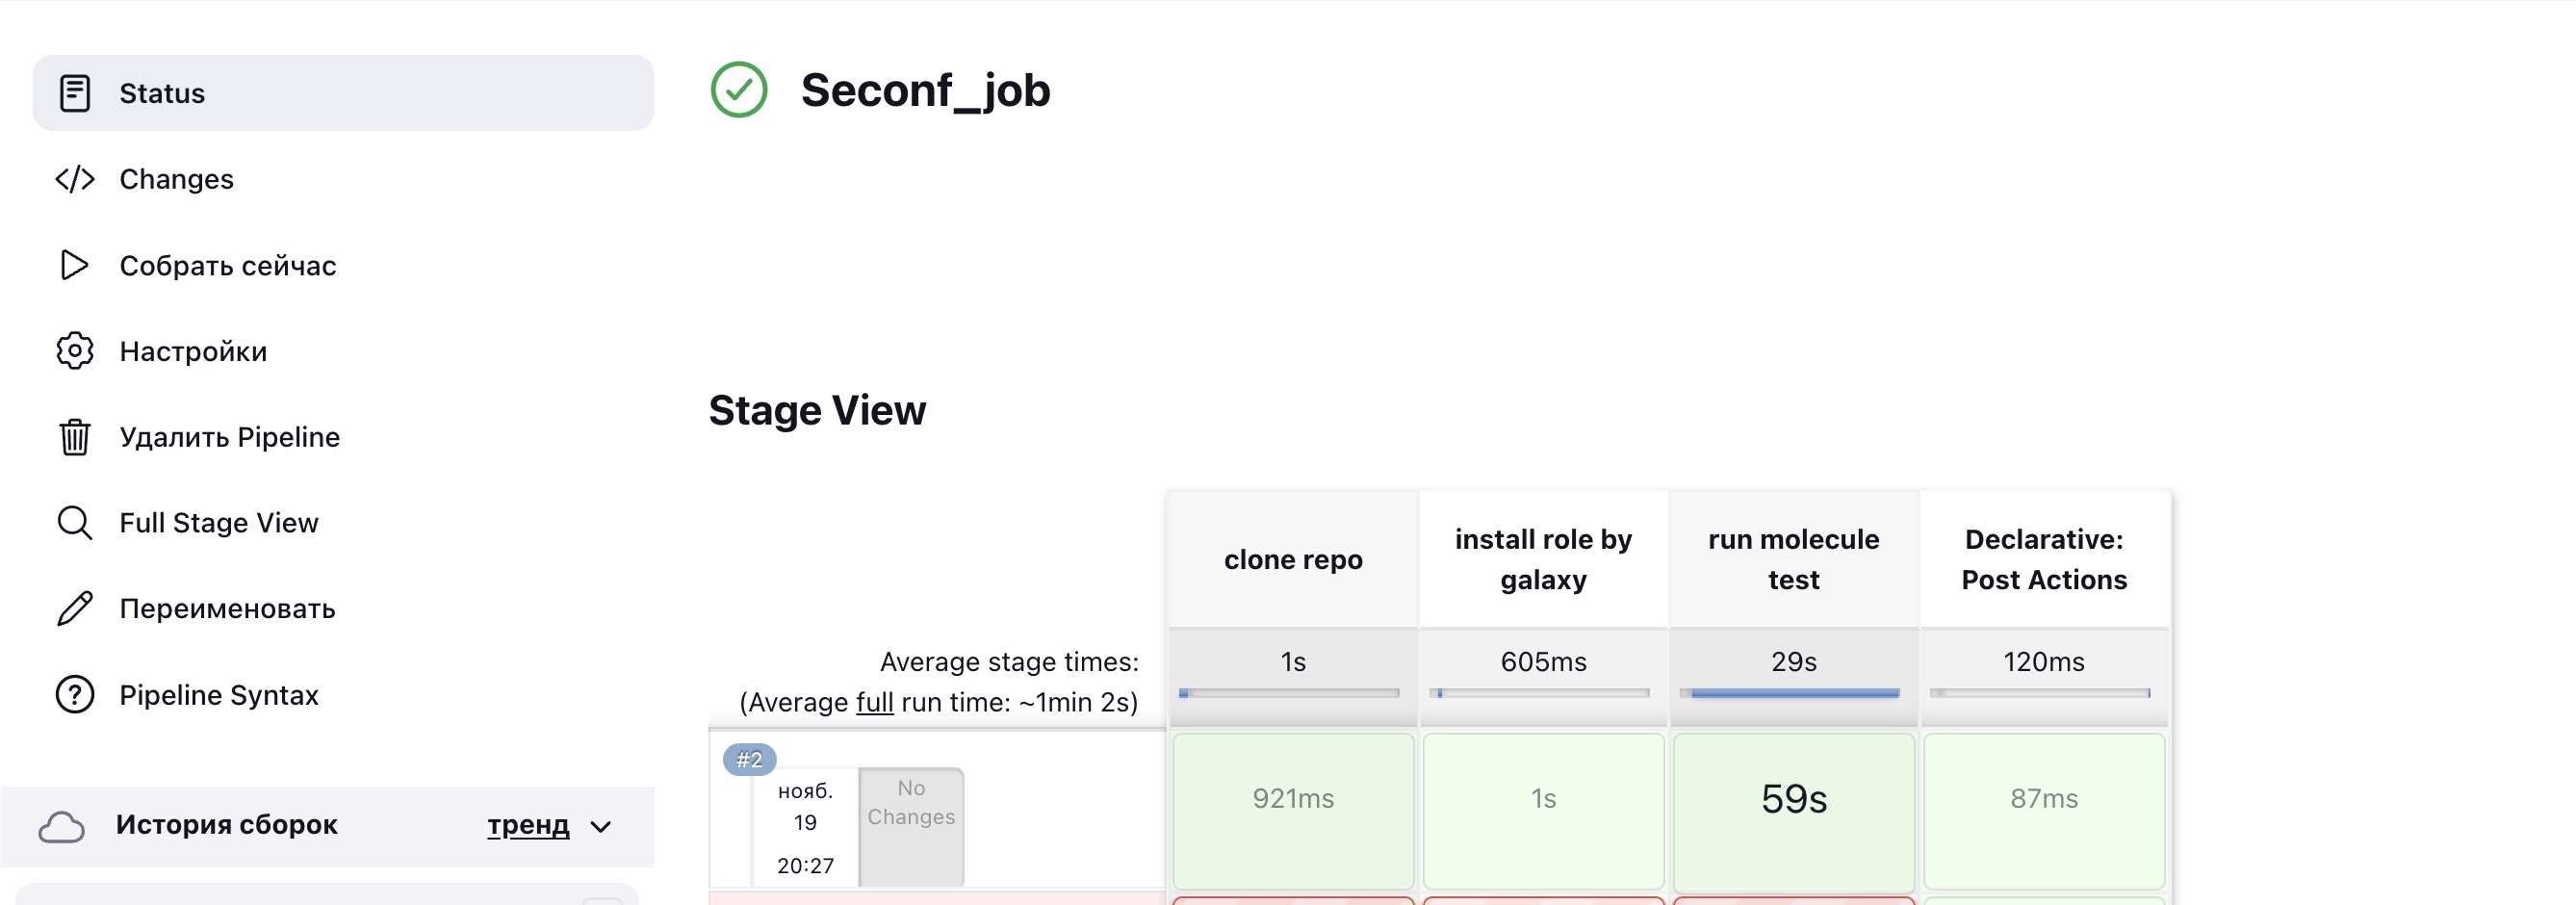 Status
Changes
Собрать сейчас
Настройки
Удалить Pipeline
Full Stage View
Переименовать
Pipeline Syntax
История сборок
тренд
Seconf_job
Stage View
clone repo
install role by
galaxy
run molecule
test
Declarative:
Post Actions
Average stage times:
(Average full run time: ~1min 2s)
1s
605ms
29s
120ms
#2
нояб.
19
20:27
No
Changes
921ms
1s
59s
87ms